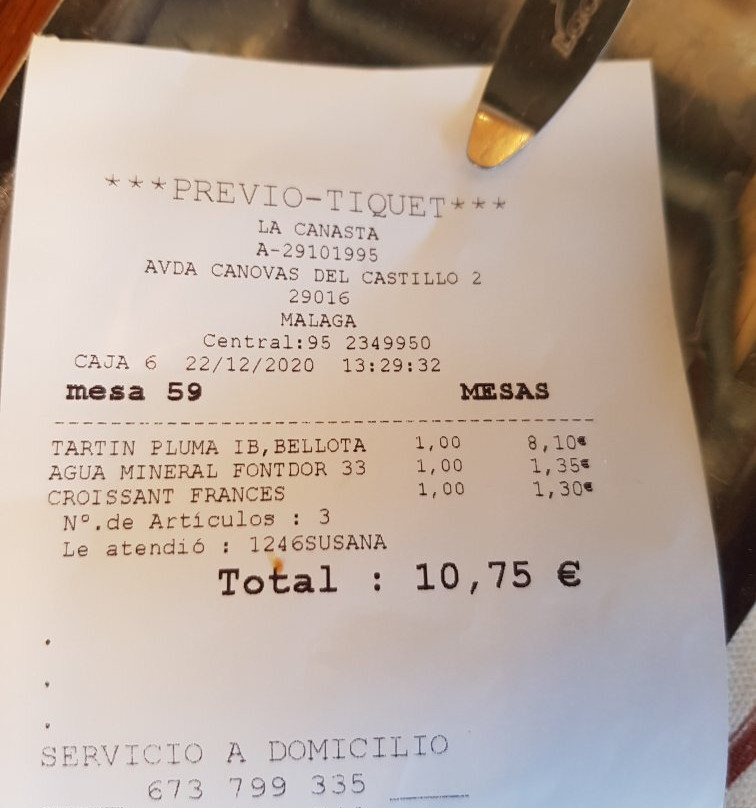 ***PREVIO-TIQUET***
LA CANASTA
A-29101995
AVDA CANOVAS DEL CASTILLO 2
29016
MALAGA
Central:95 2349950
CAJA 6 22/12/2020 13:29:32
mesa 59 MESAS
TARTIN PLUMA IB,BELLOTA 1,00 8,10€
AGUA MINERAL FONTDOR 33 1,00 1,35€
CROISSANT FRANCES 1,00 1,30€
Nº.de Artículos : 3
Le atendió : 1246SUSANA
Total : 10,75 €
.
.
.
SERVICIO A DOMICILIO
673 799 335